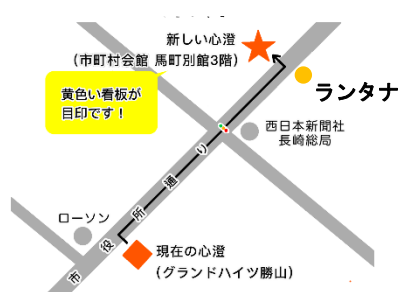 新しい心澄
(市町村会館 馬町別館3階)
黄色い看板が
目印です！
ランタナ
西日本新聞社
長崎総局
市役所通り
ローソン
現在の心澄
(グランドハイツ勝山)